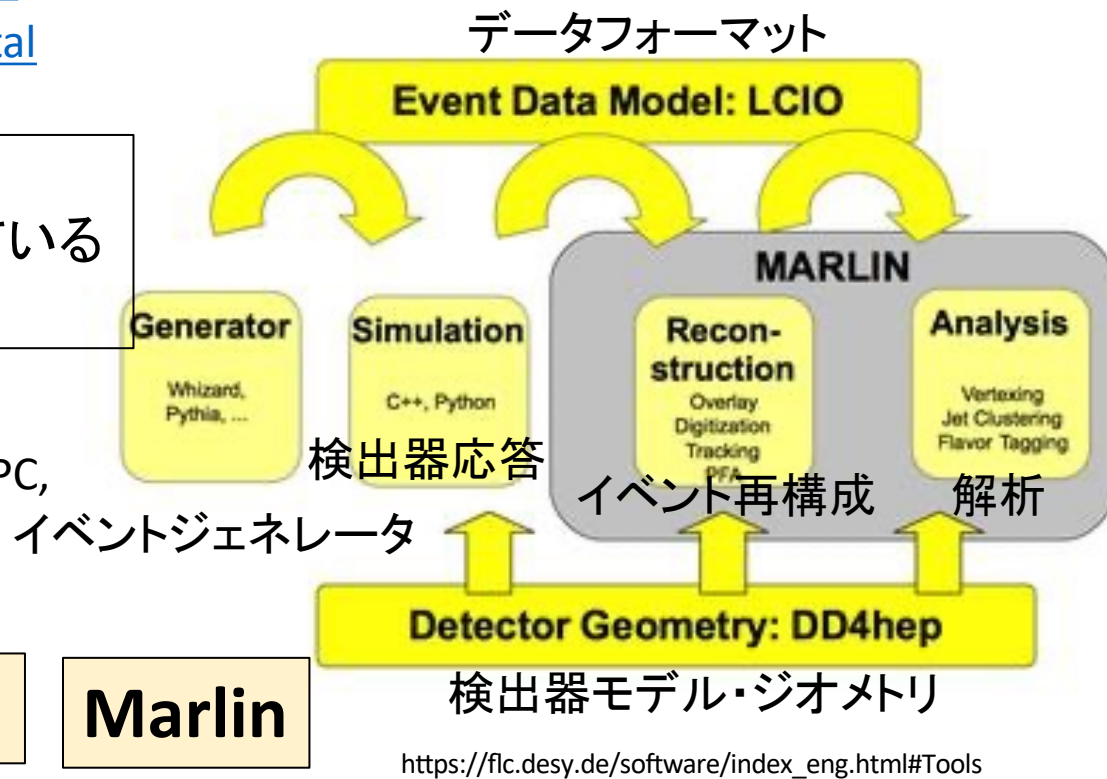 tal
データフォーマット
Event Data Model: LCIO
ている
MARLIN
Generator
Whizard,
Pythia, ...
Simulation
C++, Python
検出器応答
Recon-
struction
Overlay
Digitization
Tracking
PFA
イベント再構成
Analysis
Vertexing
Jet Clustering
Flavor Tagging
解析
PC,
イベントジェネレータ
Detector Geometry: DD4hep
検出器モデル・ジオメトリ
Marlin
https://flc.desy.de/software/index_eng.html#Tools